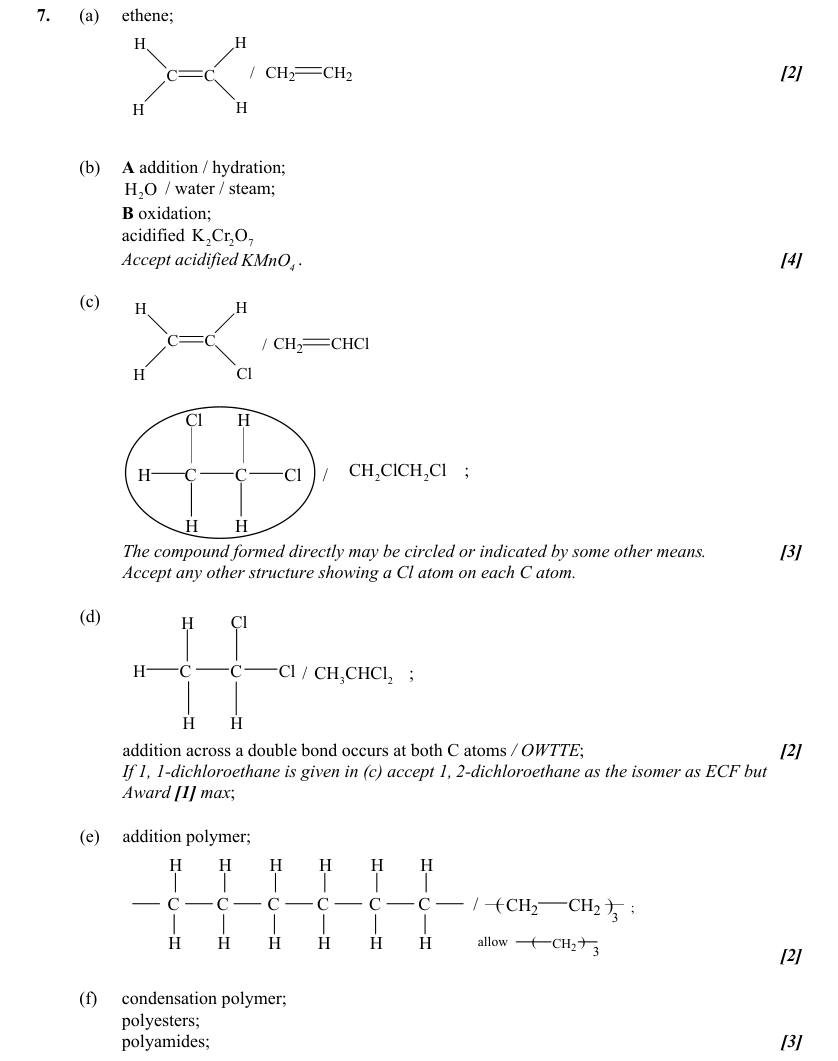 7. (a) ethene;
H H
C=C / CH₂=CH₂ [2]
H H
(b) A addition / hydration;
H₂O / water / steam;
B oxidation;
acidified K₂Cr₂O₇
Accept acidified KMnO₄. [4]
(c) H H
C=C / CH₂=CHCl
H Cl
Cl H
H—C—C—Cl / CH₂ClCH₂Cl ;
H H
The compound formed directly may be circled or indicated by some other means. [3]
Accept any other structure showing a Cl atom on each C atom.
(d) H Cl
H—C—C—Cl / CH₃CHCl₂ ;
H H
addition across a double bond occurs at both C atoms / OWTTE; [2]
If 1, 1-dichloroethane is given in (c) accept 1, 2-dichloroethane as the isomer as ECF but
Award [1] max;
(e) addition polymer;
H H H H H H
—C—C—C—C—C—C— / —(CH₂—CH₂)—₃ ;
H H H H H H allow —(CH₂)—₃
[2]
(f) condensation polymer;
polyesters;
polyamides; [3]